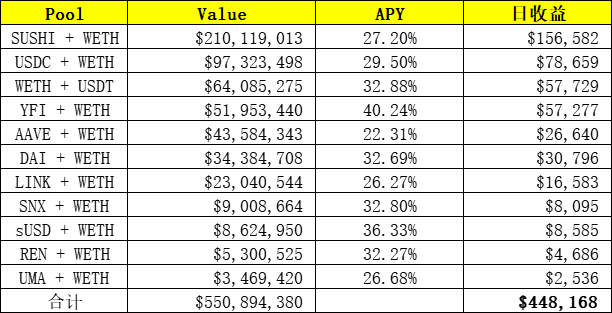 Pool Value APY 日收益
SUSHI + WETH $210,119,013 27.20% $156,582
USDC + WETH $97,323,498 29.50% $78,659
WETH + USDT $64,085,275 32.88% $57,729
YFI + WETH $51,953,440 40.24% $57,277
AAVE + WETH $43,584,343 22.31% $26,640
DAI + WETH $34,384,708 32.69% $30,796
LINK + WETH $23,040,544 26.27% $16,583
SNX + WETH $9,008,664 32.80% $8,095
sUSD + WETH $8,624,950 36.33% $8,585
REN + WETH $5,300,525 32.27% $4,686
UMA + WETH $3,469,420 26.68% $2,536
合计 $550,894,380 $448,168